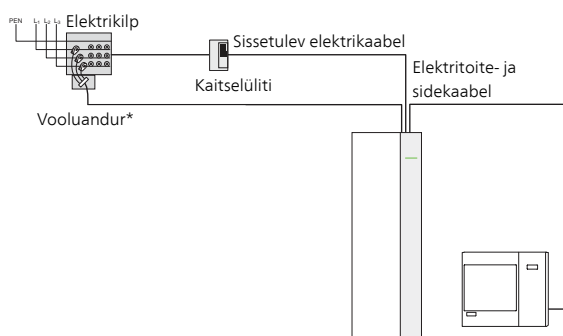 PEN L1 L2 L3 Elektrikilp
Sissetulev elektrikaabel
Kaitselüliti
Elektritoite- ja
sidekaabel
Vooluandur*